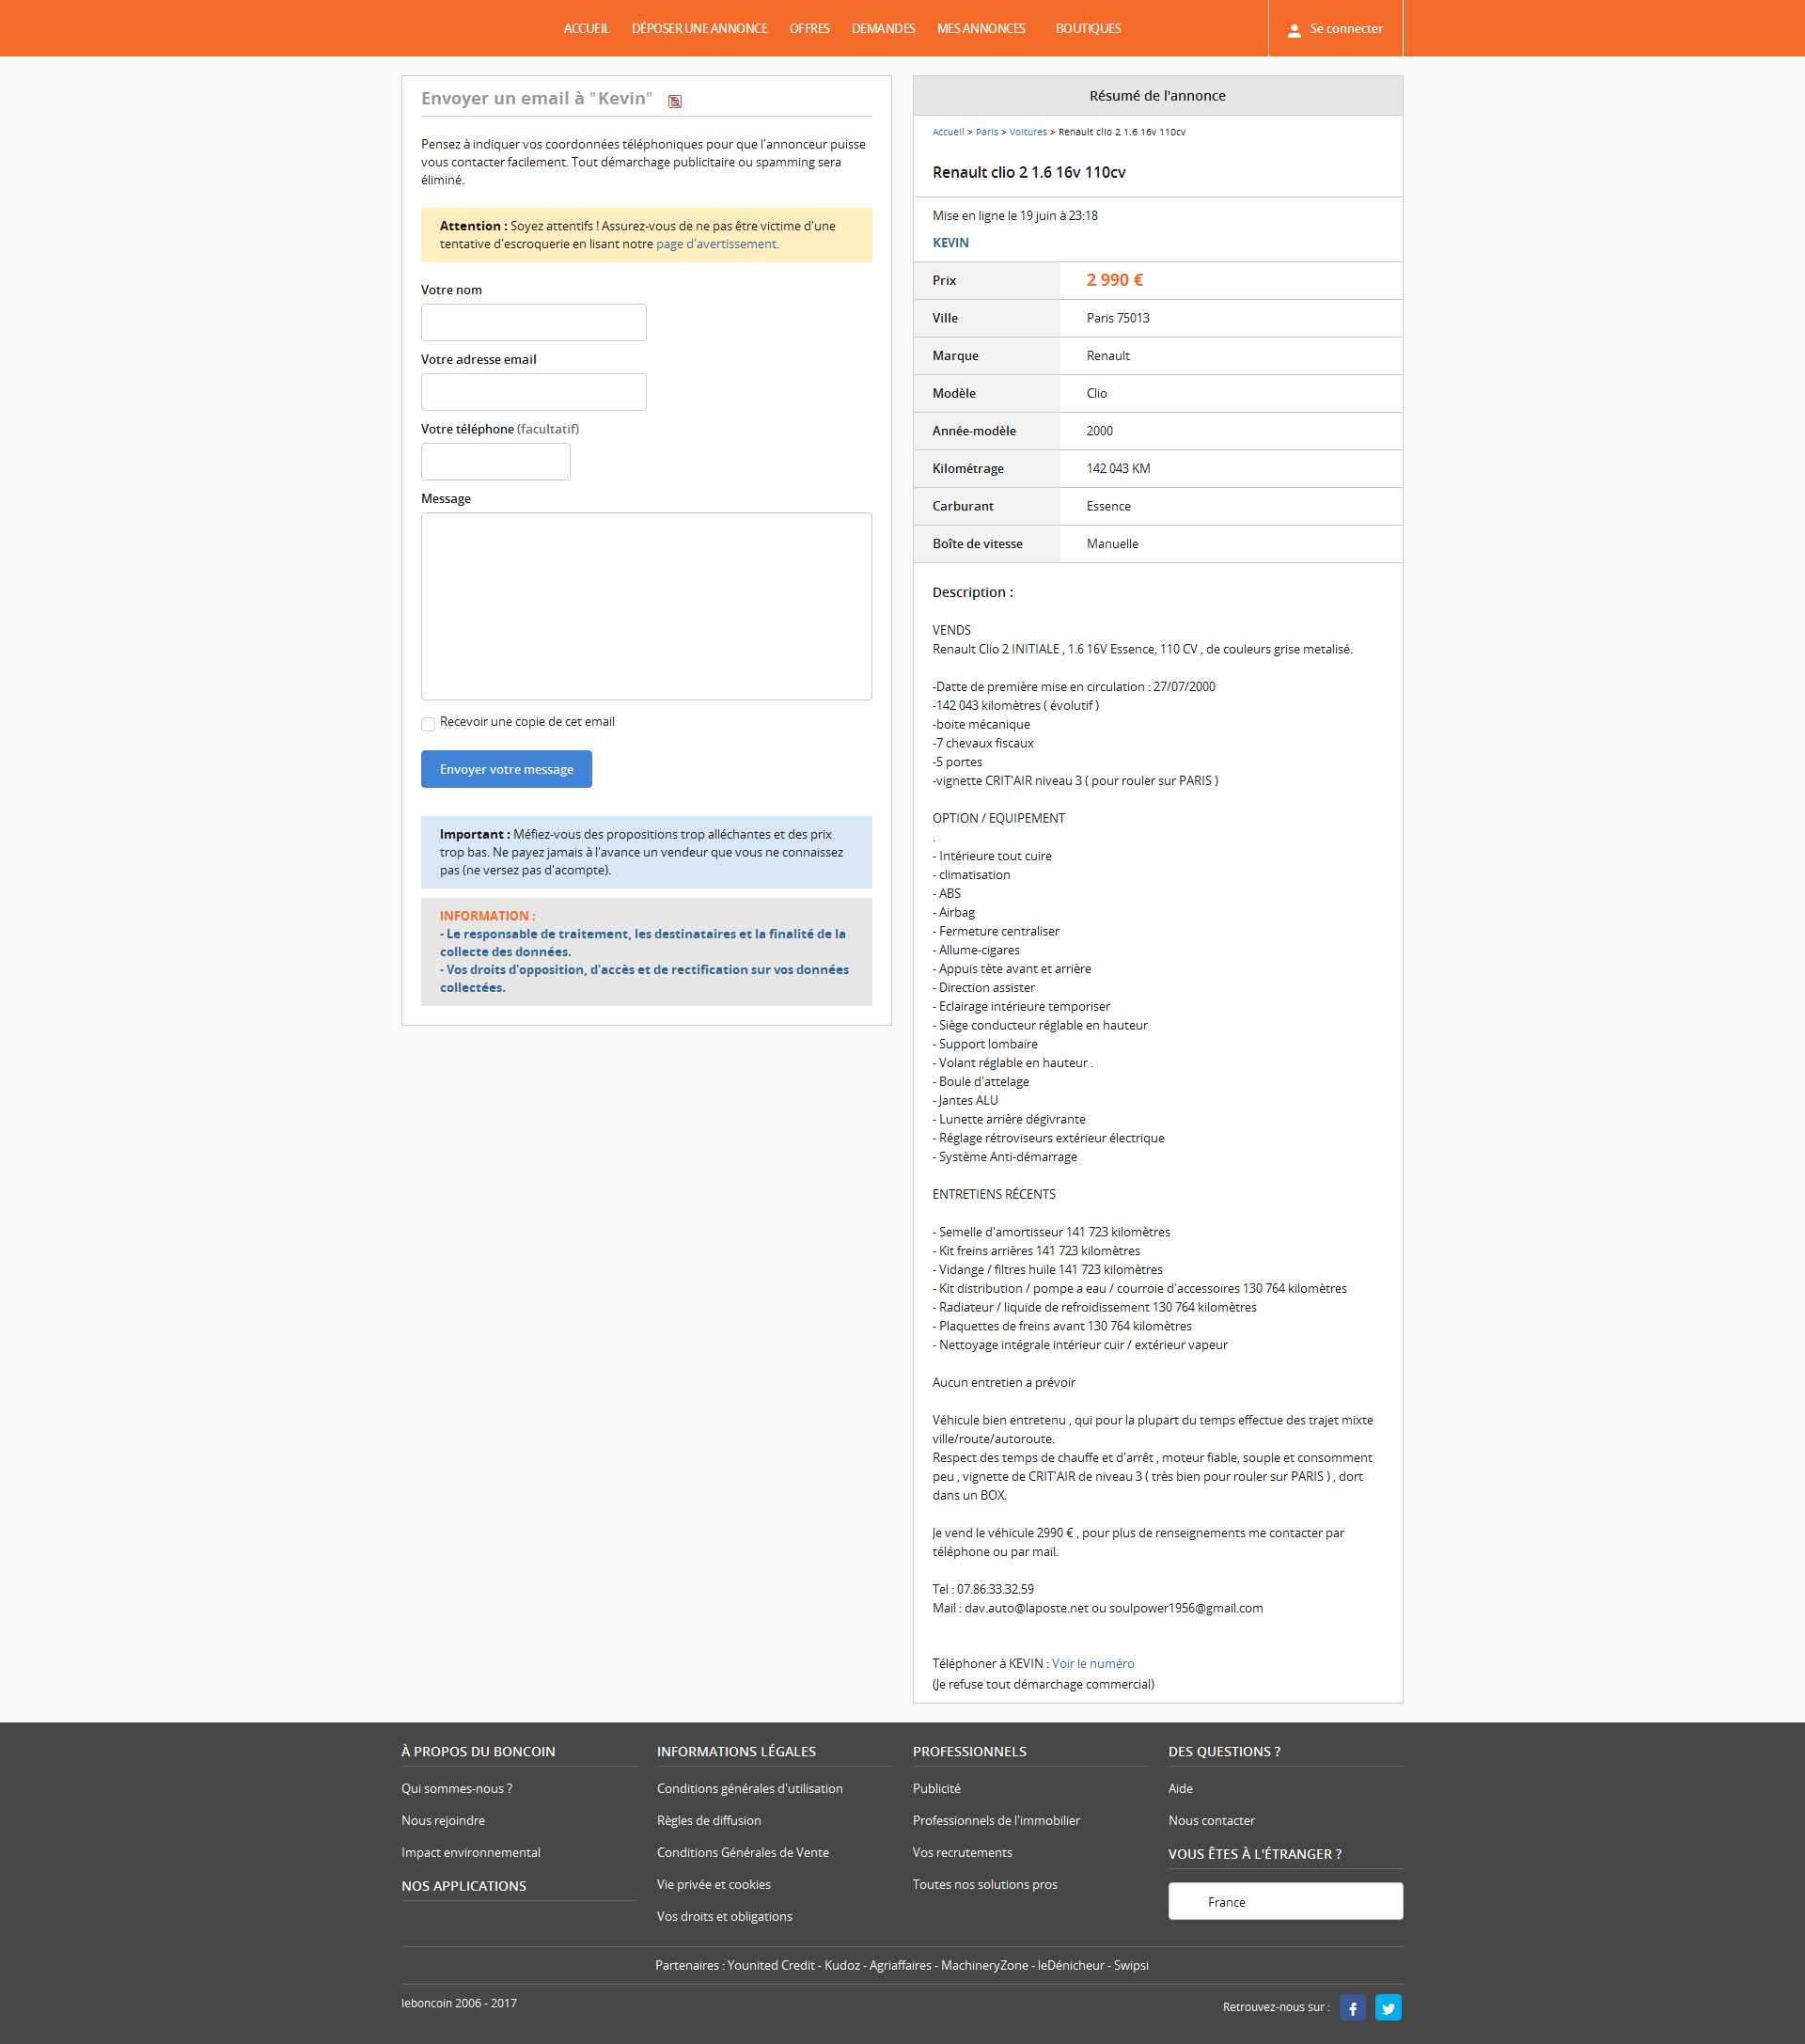 ACCUEIL DÉPOSER UNE ANNONCE OFFRES DEMANDES MES ANNONCES BOUTIQUES Se connecter
Envoyer un email à "Kevin"
Pensez à indiquer vos coordonnées téléphoniques pour que l'annonceur puisse
vous contacter facilement. Tout démarchage publicitaire ou spamming sera
éliminé.
Attention : Soyez attentifs ! Assurez-vous de ne pas être victime d'une
tentative d'escroquerie en lisant notre page d'avertissement.
Votre nom
Votre adresse email
Votre téléphone (facultatif)
Message
Recevoir une copie de cet email
Envoyer votre message
Important : Méfiez-vous des propositions trop alléchantes et des prix
trop bas. Ne payez jamais à l'avance un vendeur que vous ne connaissez
pas (ne versez pas d'acompte).
INFORMATION :
- Le responsable de traitement, les destinataires et la finalité de la
collecte des données.
- Vos droits d'opposition, d'accès et de rectification sur vos données
collectées.
Résumé de l'annonce
Accueil > Paris > Voitures > Renault clio 2 1.6 16v 110cv
Renault clio 2 1.6 16v 110cv
Mise en ligne le 19 juin à 23:18
KEVIN
Prix 2 990 €
Ville Paris 75013
Marque Renault
Modèle Clio
Année-modèle 2000
Kilométrage 142 043 KM
Carburant Essence
Boîte de vitesse Manuelle
Description :
VENDS
Renault Clio 2 INITIALE , 1.6 16V Essence, 110 CV , de couleurs grise metalisé.
-Datte de première mise en circulation : 27/07/2000
-142 043 kilomètres ( évolutif )
-boite mécanique
-7 chevaux fiscaux
-5 portes
-vignette CRIT'AIR niveau 3 ( pour rouler sur PARIS )
OPTION / EQUIPEMENT
.
- Intérieure tout cuire
- climatisation
- ABS
- Airbag
- Fermeture centraliser
- Allume-cigares
- Appuis tète avant et arrière
- Direction assister
- Eclairage intérieure temporiser
- Siège conducteur réglable en hauteur
- Support lombaire
- Volant réglable en hauteur .
- Boule d'attelage
- Jantes ALU
- Lunette arrière dégivrante
- Réglage rétroviseurs extérieur électrique
- Système Anti-démarrage
ENTRETIENS RÉCENTS
- Semelle d'amortisseur 141 723 kilomètres
- Kit freins arrières 141 723 kilomètres
- Vidange / filtres huile 141 723 kilomètres
- Kit distribution / pompe a eau / courroie d'accessoires 130 764 kilomètres
- Radiateur / liquide de refroidissement 130 764 kilomètres
- Plaquettes de freins avant 130 764 kilomètres
- Nettoyage intégrale intérieur cuir / extérieur vapeur
Aucun entretien a prévoir
Véhicule bien entretenu , qui pour la plupart du temps effectue des trajet mixte
ville/route/autoroute.
Respect des temps de chauffe et d'arrêt , moteur fiable, souple et consomment
peu , vignette de CRIT'AIR de niveau 3 ( très bien pour rouler sur PARIS ) , dort
dans un BOX.
Je vend le véhicule 2990 € , pour plus de renseignements me contacter par
téléphone ou par mail.
Tel : 07.86.33.32.59
Mail : dav.auto@laposte.net ou soulpower1956@gmail.com
Téléphoner à KEVIN : Voir le numéro
(Je refuse tout démarchage commercial)
À PROPOS DU BONCOIN
Qui sommes-nous ?
Nous rejoindre
Impact environnemental
NOS APPLICATIONS
INFORMATIONS LÉGALES
Conditions générales d'utilisation
Règles de diffusion
Conditions Générales de Vente
Vie privée et cookies
Vos droits et obligations
PROFESSIONNELS
Publicité
Professionnels de l'immobilier
Vos recrutements
Toutes nos solutions pros
DES QUESTIONS ?
Aide
Nous contacter
VOUS ÊTES À L'ÉTRANGER ?
France
Partenaires : Younited Credit - Kudoz - Agriaffaires - MachineryZone - leDénicheur - Swipsi
leboncoin 2006 - 2017
Retrouvez-nous sur :